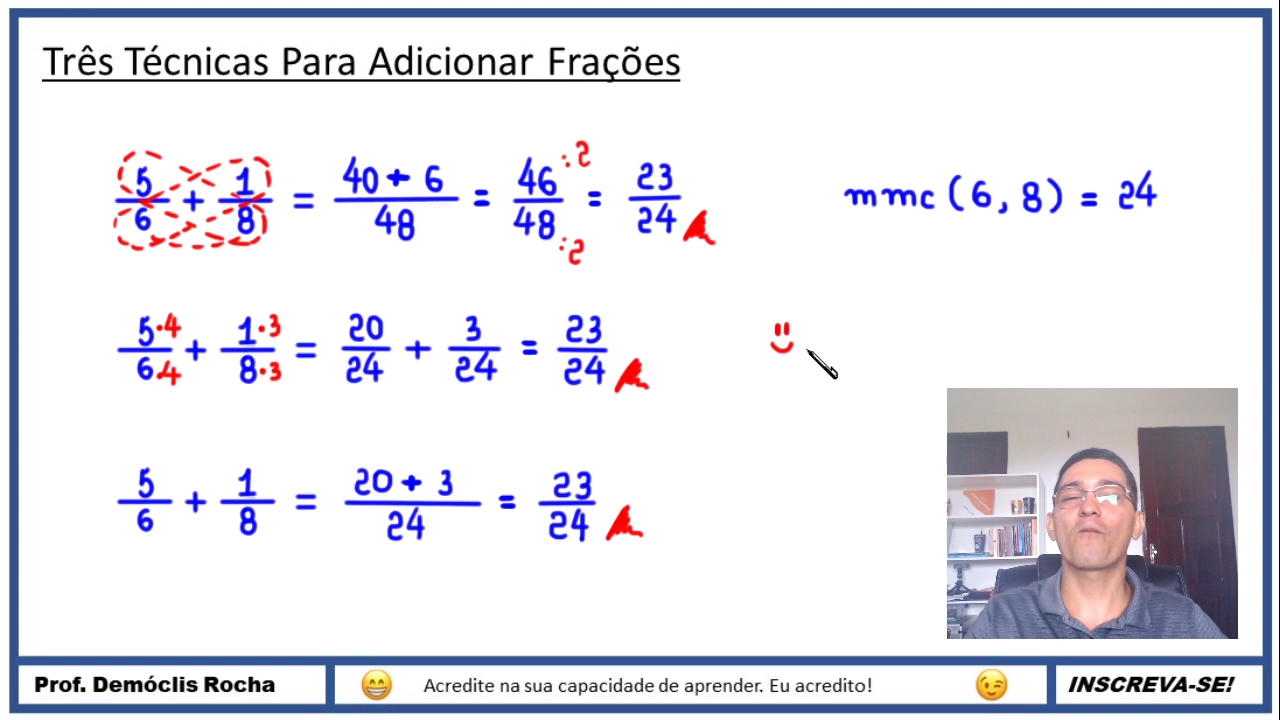 Três Técnicas Para Adicionar Frações
5/6 + 1/8 = (40 + 6)/48 = 46/48 :2 :2 = 23/24
mmc (6, 8) = 24
5·4/6·4 + 1·3/8·3 = 20/24 + 3/24 = 23/24
5/6 + 1/8 = (20 + 3)/24 = 23/24
Prof. Demóclis Rocha
Acredite na sua capacidade de aprender. Eu acredito!
INSCREVA-SE!